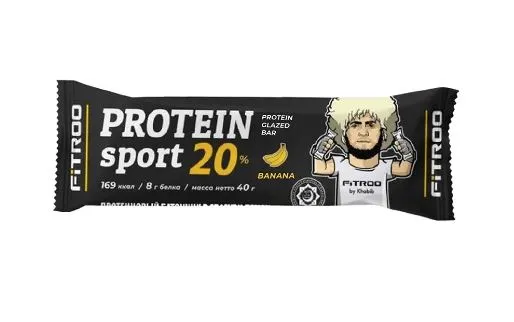 FiTROO
PROTEIN
sport 20%
PROTEIN
GLAZED
BAR
BANANA
169 ккал / 8 г белка / масса нетто 40 г
FiTROO
by Khabib
FiTROO